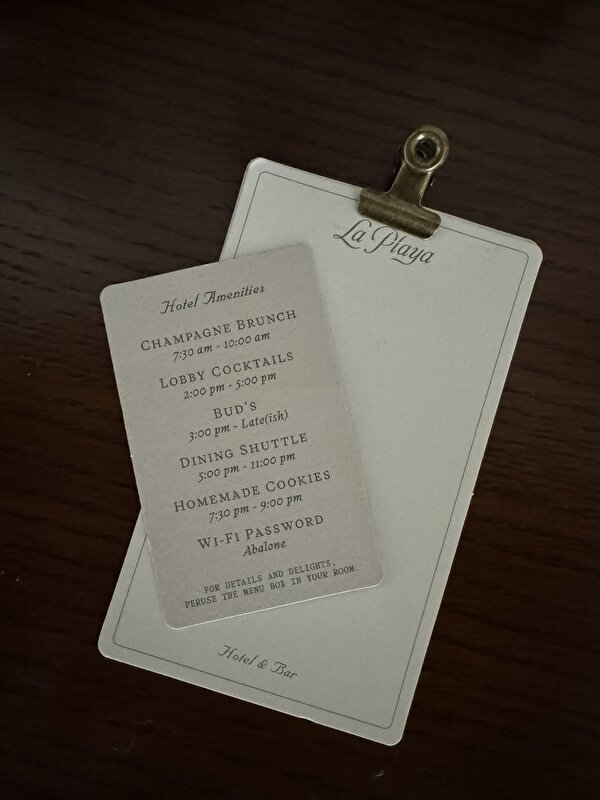 La Playa
Hotel Amenities
CHAMPAGNE BRUNCH
7:30 am - 10:00 am
LOBBY COCKTAILS
2:00 pm - 5:00 pm
BUD'S
3:00 pm - Late(ish)
DINING SHUTTLE
5:00 pm - 11:00 pm
HOMEMADE COOKIES
7:30 pm - 9:00 pm
WI-FI PASSWORD
Abalone
FOR DETAILS AND DELIGHTS,
PERUSE THE MENU BOX IN YOUR ROOM.
Hotel & Bar